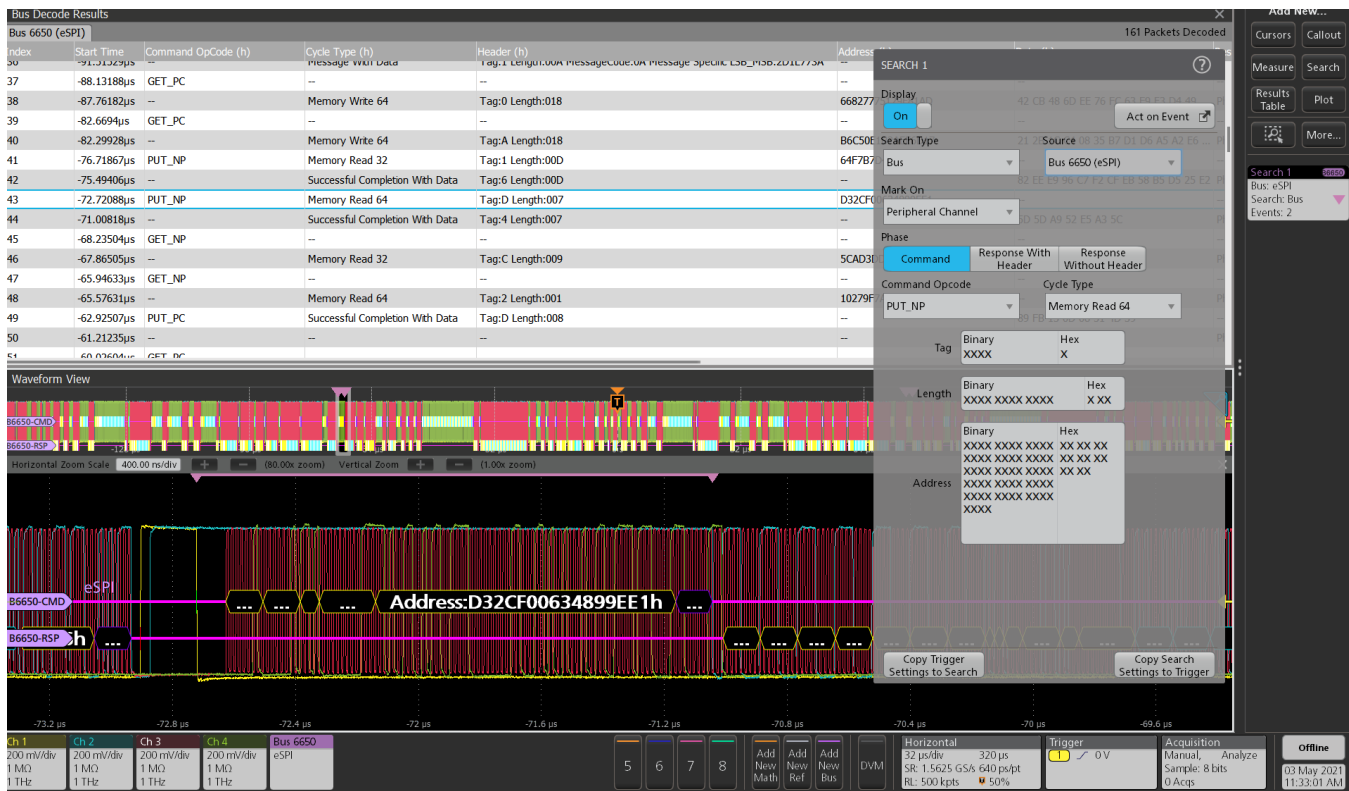 Bus Decode Results
Bus 6650 (eSPI)
161 Packets Decoded
Index Start Time Command OpCode (h) Cycle Type (h) Header (h)
37 -88.13188µs GET_PC -- --
38 -87.76182µs -- Memory Write 64 Tag:0 Length:018
39 -82.6694µs GET_PC -- -- --
40 -82.29928µs -- Memory Write 64 Tag:A Length:018
41 -76.71867µs PUT_NP Memory Read 32 Tag:1 Length:00D
42 -75.49406µs -- Successful Completion With Data Tag:6 Length:00D --
43 -72.72088µs PUT_NP Memory Read 64 Tag:D Length:007
44 -71.00818µs -- Successful Completion With Data Tag:4 Length:007 --
45 -68.23504µs GET_NP -- -- --
46 -67.86505µs -- Memory Read 32 Tag:C Length:009
47 -65.94633µs GET_NP -- -- --
48 -65.57631µs -- Memory Read 64 Tag:2 Length:001
49 -62.92507µs PUT_PC Successful Completion With Data Tag:D Length:008 --
50 -61.21235µs -- -- -- --
SEARCH 1
?
Display
On
Act on Event
Search Type Source
Bus Bus 6650 (eSPI)
Mark On
Peripheral Channel
Phase
Command
Response With Header
Response Without Header
Command Opcode Cycle Type
PUT_NP Memory Read 64
Binary Hex
Tag XXXX X
Binary Hex
Length XXXX XXXX XXXX X XX
Binary Hex
XXXX XXXX XXXX XX XX XX
XXXX XXXX XXXX XX XX XX
XXXX XXXX XXXX XX XX
Address XXXX XXXX XXXX
XXXX XXXX XXXX
XXXX
Copy Trigger Settings to Search
Copy Search Settings to Trigger
Add New...
Cursors Callout
Measure Search
Results Table Plot
More...
Search 1 B6650
Bus: eSPI
Search: Bus
Events: 2
Waveform View
T
B6650-CMD
B6650-RSP
Horizontal Zoom Scale 400.00 ns/div (80.00x zoom) Vertical Zoom (1.00x zoom)
eSPI
B6650-CMD ... ... ... Address:D32CF00634899EE1h ...
B6650-RSP h ... ... ... ... ...
-73.2 µs -72.8 µs -72.4 µs -72 µs -71.6 µs -71.2 µs -70.8 µs -70.4 µs -70 µs -69.6 µs
Ch 1
200 mV/div
1 MΩ
1 THz
Ch 2
200 mV/div
1 MΩ
1 THz
Ch 3
200 mV/div
1 MΩ
1 THz
Ch 4
200 mV/div
1 MΩ
1 THz
Bus 6650
eSPI
5 6 7 8
Add New Math
Add New Ref
Add New Bus
DVM
Horizontal
32 µs/div 320 µs
SR: 1.5625 GS/s 640 ps/pt
RL: 500 kpts 50%
Trigger
1 0 V
Acquisition
Manual, Analyze
Sample: 8 bits
0 Acqs
Offline
03 May 2021
11:33:01 AM